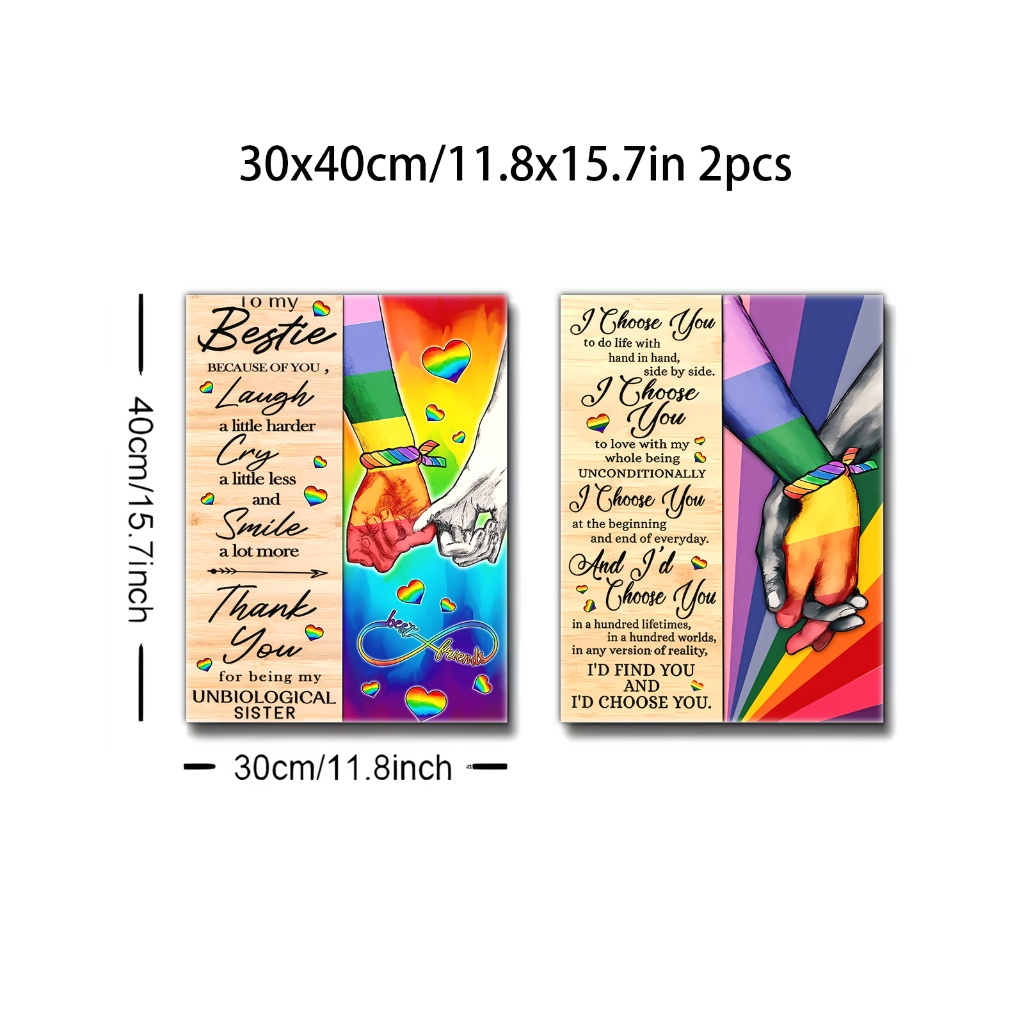 30x40cm/11.8x15.7in 2pcs
To my
Bestie
BECAUSE OF YOU,
Laugh
a little harder
Cry
a little less
and
Smile
a lot more
Thank
You
for being my
UNBIOLOGICAL
SISTER
best
friends
I Choose You
to do life with
hand in hand,
side by side.
I Choose
You
to love with my
whole being
UNCONDITIONALLY
I Choose You
at the beginning
and end of everyday.
And I'd
Choose You
in a hundred lifetimes,
in a hundred worlds,
in any version of reality,
I'D FIND YOU
AND
I'D CHOOSE YOU.
40cm/15.7inch
30cm/11.8inch